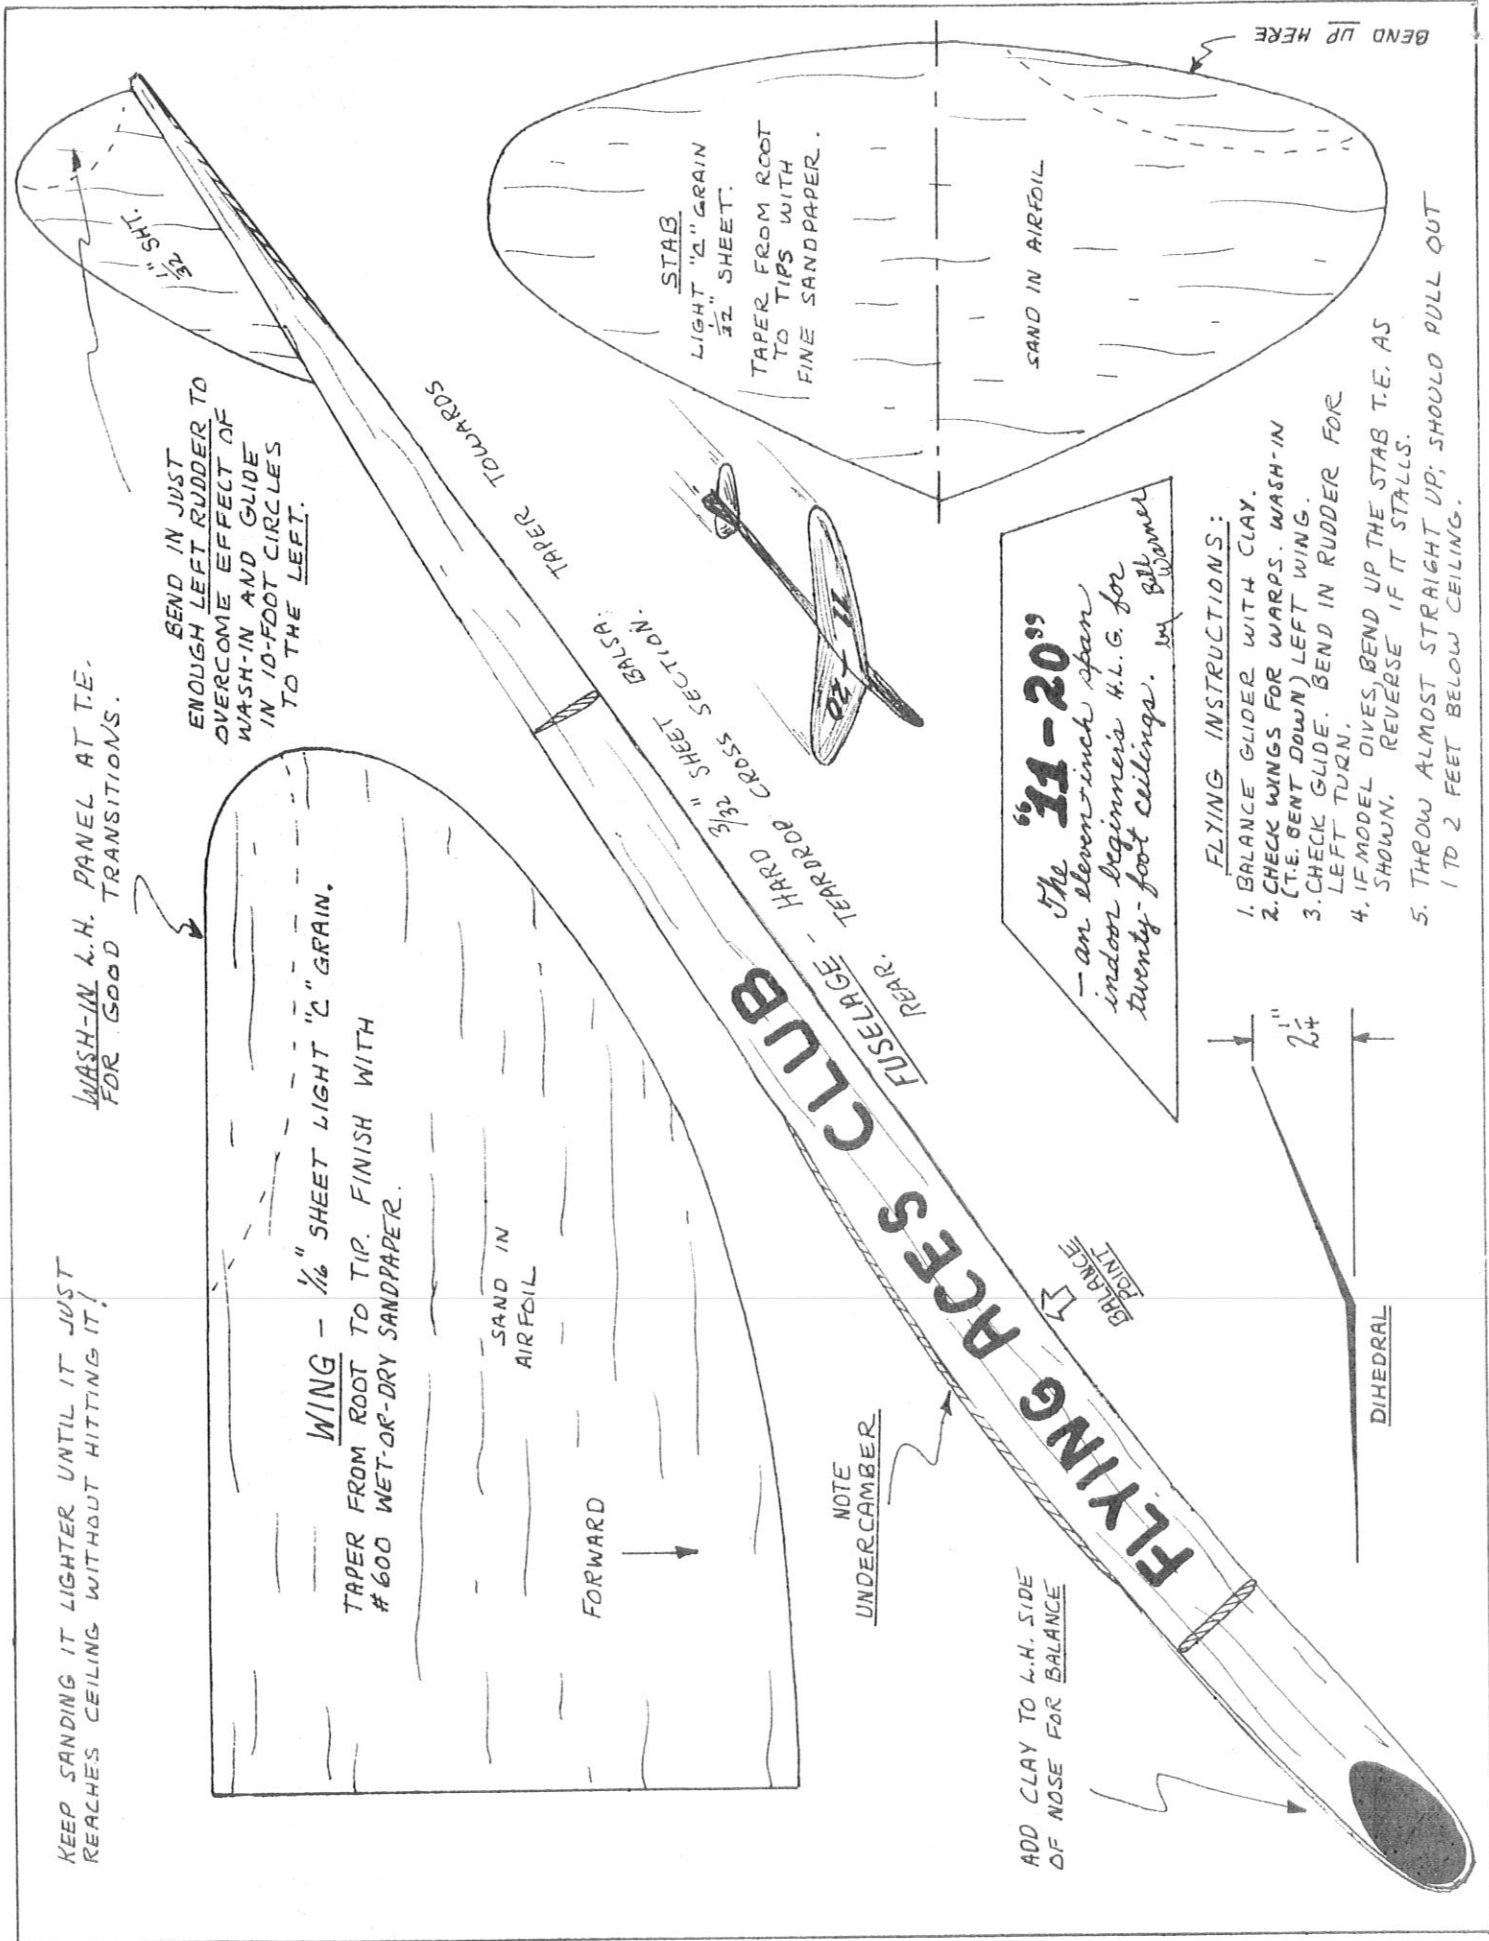 KEEP SANDING IT LIGHTER UNTIL IT JUST
REACHES CEILING WITHOUT HITTING IT!
WASH-IN L.H. PANEL AT T.E.
FOR GOOD TRANSITIONS.
BEND IN JUST
ENOUGH LEFT RUDDER TO
OVERCOME EFFELT OF
WASH-IN AND GLIDE
IN 10-FOOT CIRCLES
TO THE LEFT.
1/32" SHT.
WING - 1/16" SHEET LIGHT "C" GRAIN.
TAPER FROM ROOT TO TIP. FINISH WITH
#600 WET-OR-DRY SANDPAPER.
SAND IN
AIRFOIL
FORWARD
NOTE
UNDERCAMBER
ADD CLAY TO L.H. SIDE
OF NOSE FOR BALANCE
FLYING ACES CLUB
FUSELAGE - HARD 3/32" SHEET BALSA
TEARDROP CROSS SECTION.
TAPER TOWARDS
REAR.
BALANCE
POINT
STAB
LIGHT "C" GRAIN
1/32" SHEET.
TAPER FROM ROOT
TO TIPS WITH
FINE SANDPAPER.
SAND IN AIRFOIL
BEND UP HERE
11-20
The "11-20"
- an eleven-inch span
indoor beginner's H.L.G. for
twenty-foot ceilings. by Bill Warner
DIHEDRAL
2 1/4"
FLYING INSTRUCTIONS:
1. BALANCE GLIDER WITH CLAY.
2. CHECK WINGS FOR WARPS. WASH-IN
(T.E. BENT DOWN) LEFT WING.
3. CHECK GLIDE. BEND IN RUDDER FOR
LEFT TURN.
4. IF MODEL DIVES, BEND UP THE STAB T.E. AS
SHOWN. REVERSE IF IT STALLS.
5. THROW ALMOST STRAIGHT UP; SHOULD PULL OUT
1 TO 2 FEET BELOW CEILING.